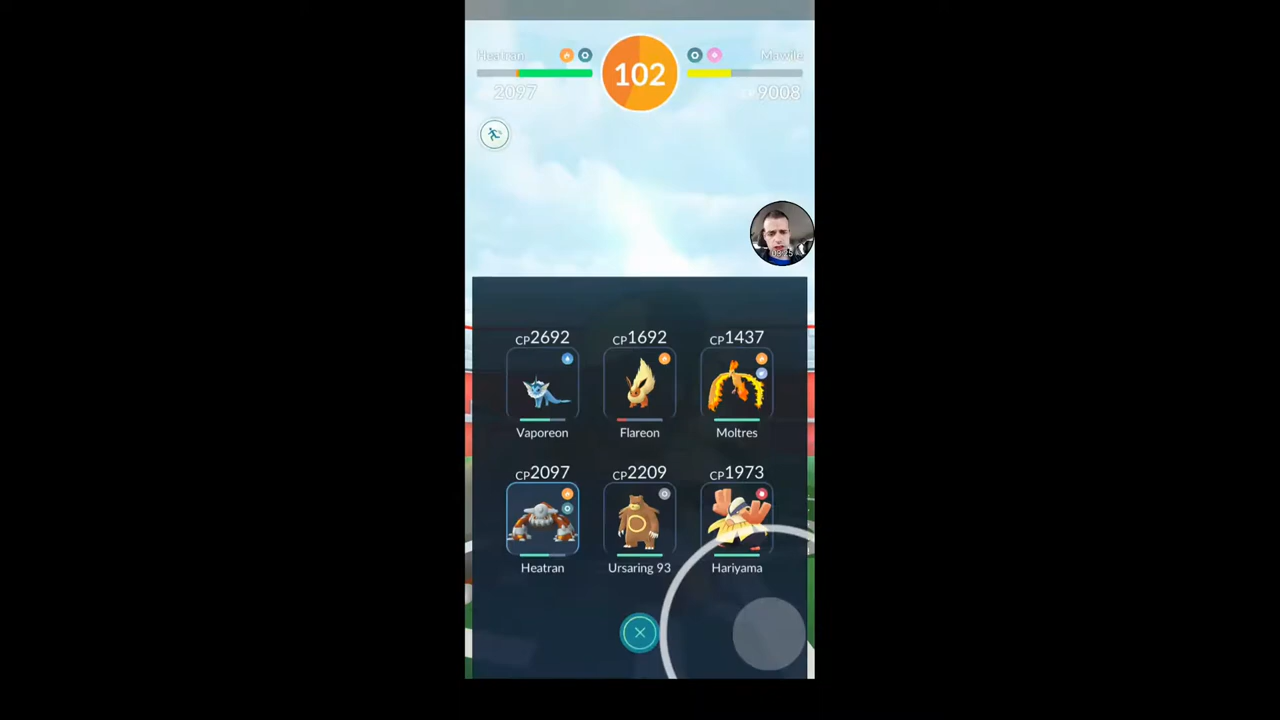 Heatran
102
Mawile
2097
9008
CP2692
CP1692
CP1437
Vaporeon
Flareon
Moltres
CP2097
CP2209
CP1973
Heatran
Ursaring 93
Hariyama